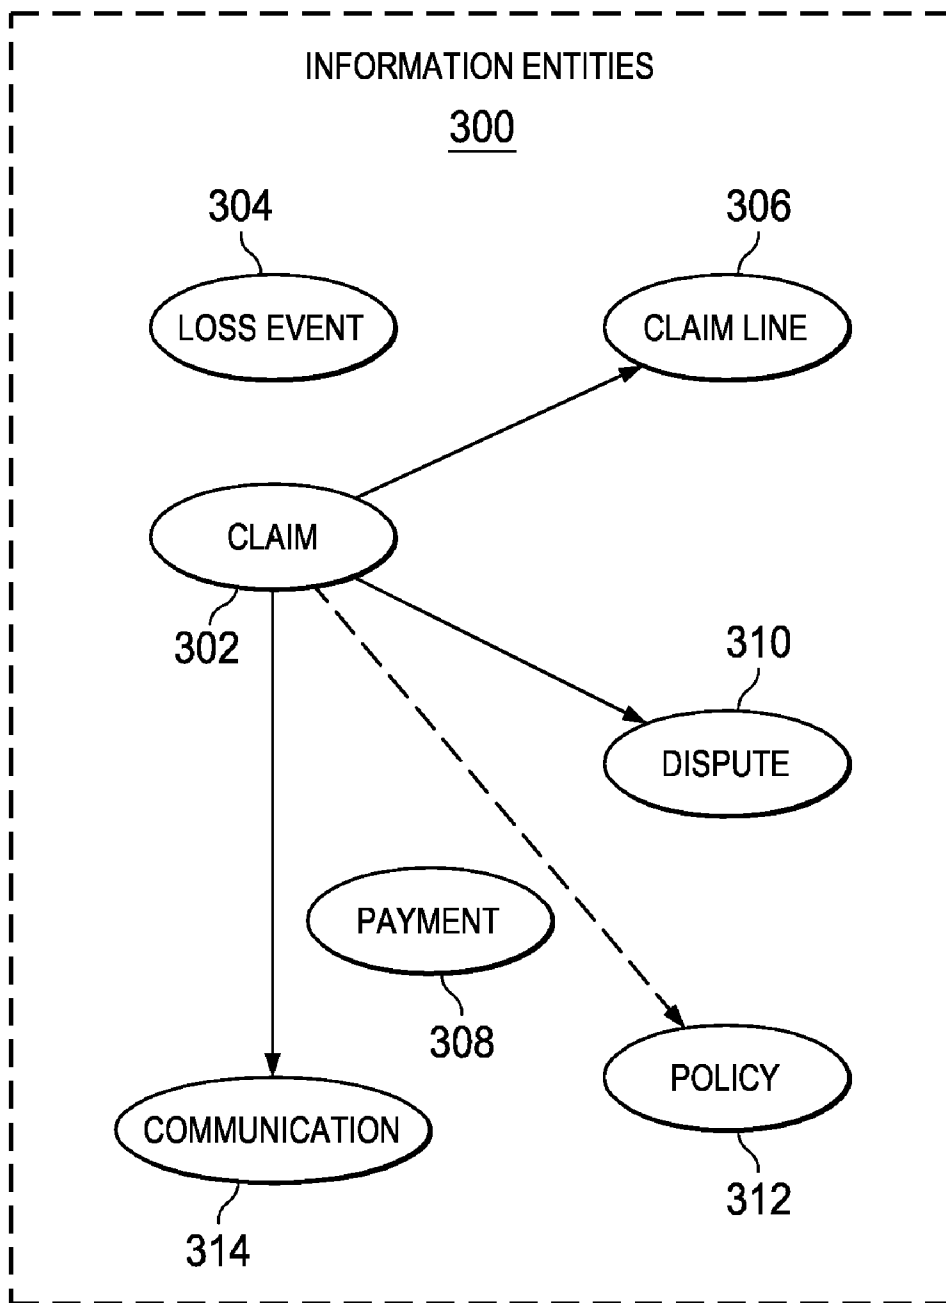 INFORMATION ENTITIES
300
304
306
LOSS EVENT
CLAIM LINE
CLAIM
302
310
DISPUTE
PAYMENT
308
POLICY
COMMUNICATION
312
314